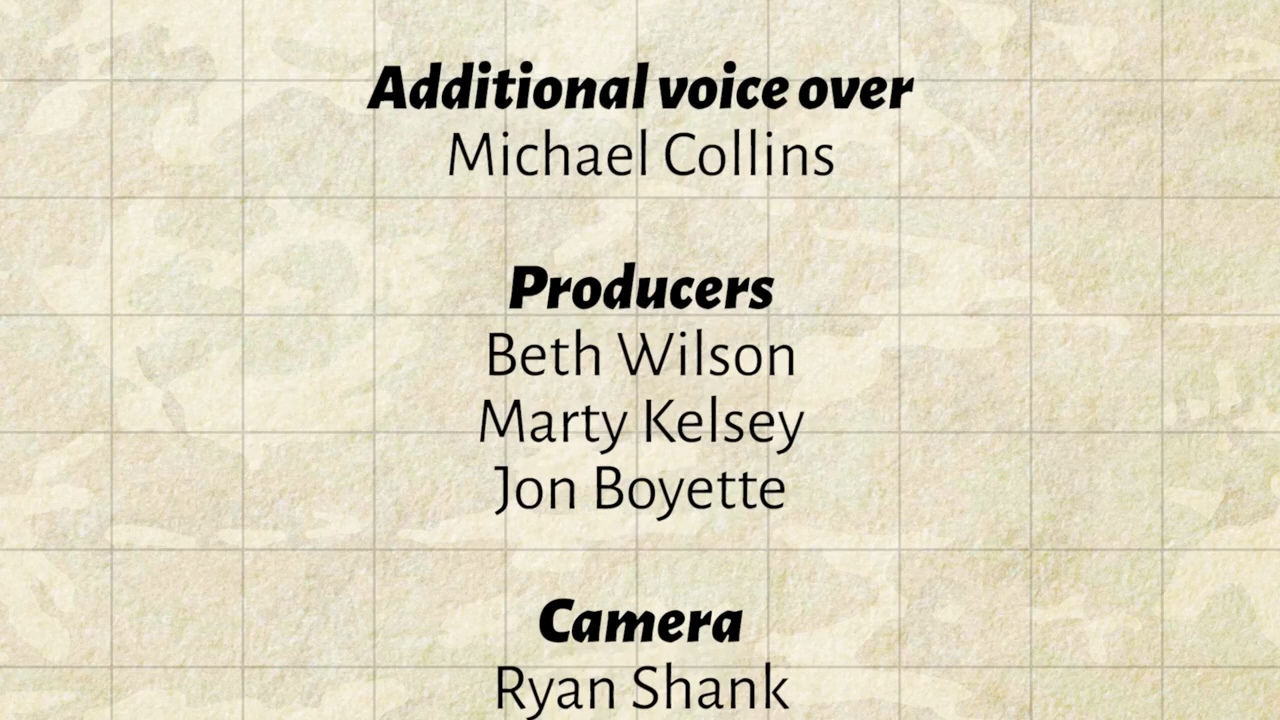 Additional voice over
Michael Collins
Producers
Beth Wilson
Marty Kelsey
Jon Boyette
Camera
Ryan Shank